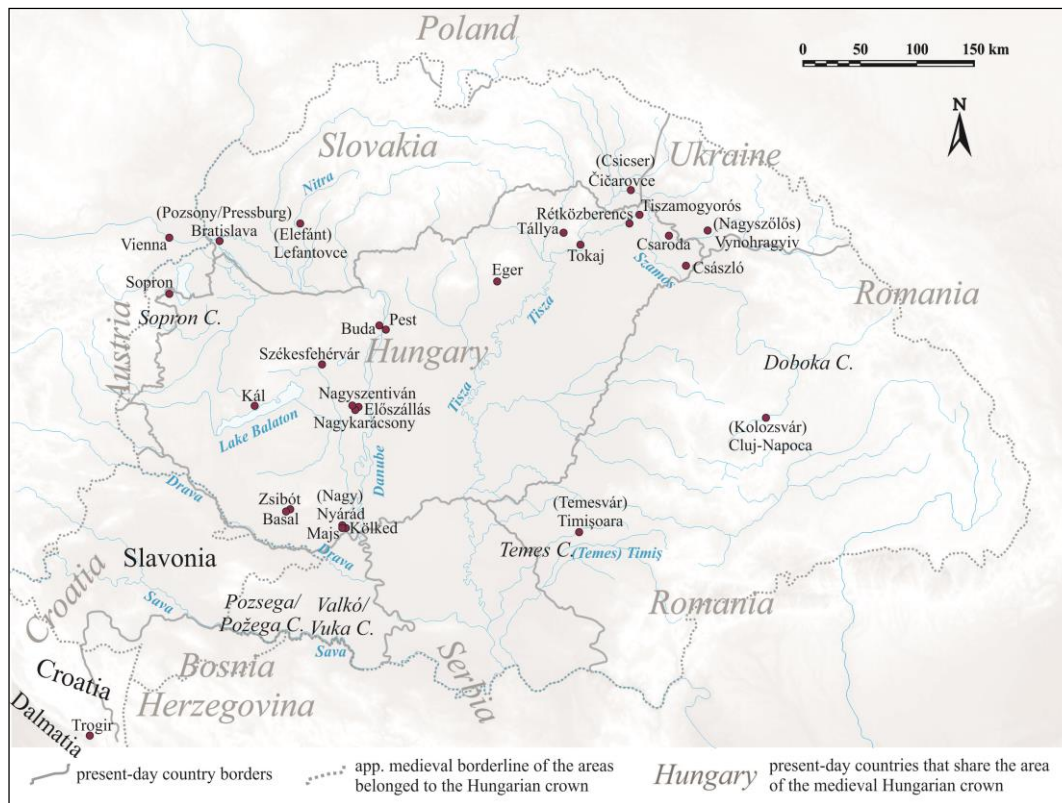 Poland
0 50 100 150 km
N
Slovakia
Ukraine
(Csicser)
Čičarovce
Nitra
Tiszamogyorós
Rétközberencs
(Pozsony/Pressburg)
Bratislava
(Elefánt)
Lefantovce
Tállya
(Nagyszőlős)
Vynohragyiv
Vienna
Csaroda
Tokaj
Szamos
Császló
Eger
Sopron
Sopron C.
Tisza
Romania
Austria
Buda
Pest
Hungary
Székesfehérvár
Doboka C.
Kál
Nagyszentiván
Előszállás
Nagykarácsony
Tisza
Lake Balaton
(Kolozsvár)
Cluj-Napoca
Danube
Drava
Zsibót
Basal
(Nagy)
Nyárád
Majs
Kölked
(Temesvár)
Timişoara
Drava
Temes C.
(Temes) Timiş
Slavonia
Croatia
Sava
Pozsega/
Požega C.
Valkó/
Vuka C.
Romania
Sava
Bosnia
Herzegovina
Serbia
Croatia
Dalmatia
Trogir
present-day country borders
app. medieval borderline of the areas
belonged to the Hungarian crown
Hungary
present-day countries that share the area
of the medieval Hungarian crown